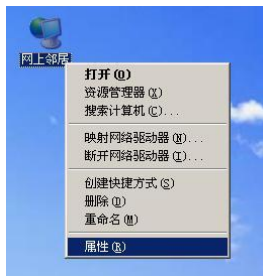 网上邻居
打开(O)
资源管理器(X)
搜索计算机(C)...
映射网络驱动器(N)...
断开网络驱动器(I)...
创建快捷方式(S)
删除(D)
重命名(M)
属性(R)